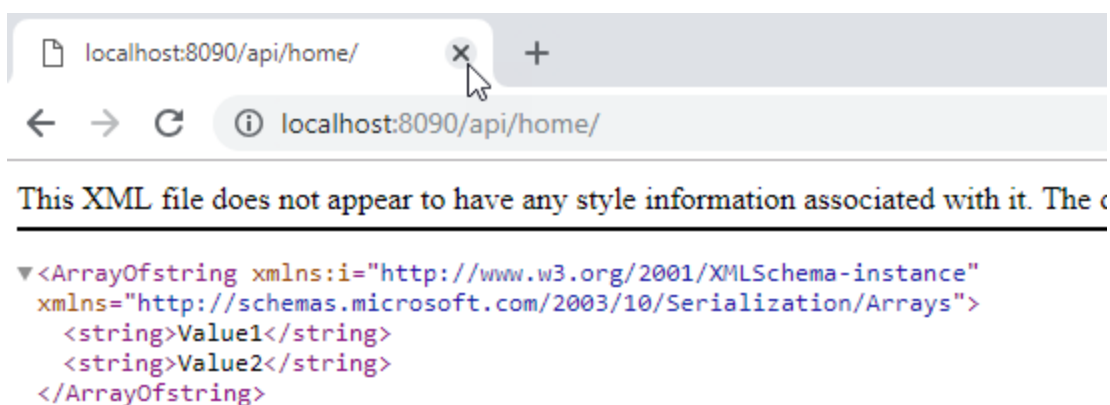 localhost:8090/api/home/
localhost:8090/api/home/
This XML file does not appear to have any style information associated with it. The
▼<ArrayOfstring xmlns:i="http://www.w3.org/2001/XMLSchema-instance"
xmlns="http://schemas.microsoft.com/2003/10/Serialization/Arrays">
<string>Value1</string>
<string>Value2</string>
</ArrayOfstring>